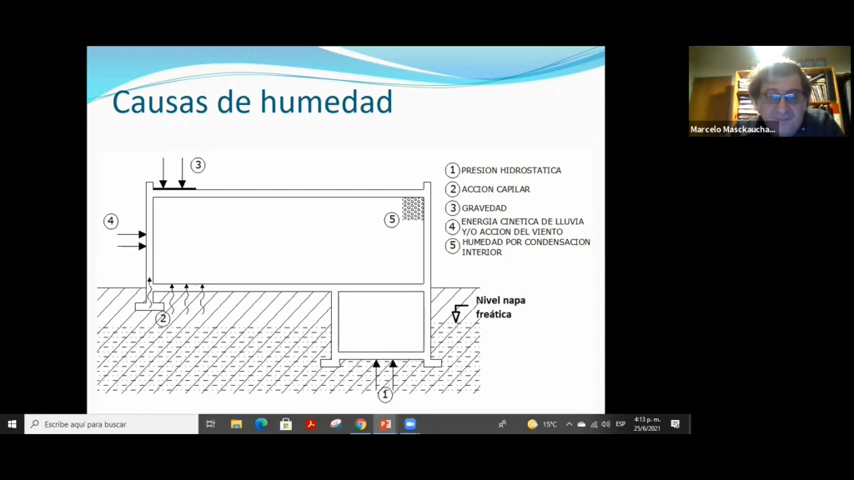 Causas de humedad
3
4
5
2
1
1 PRESION HIDROSTATICA
2 ACCION CAPILAR
3 GRAVEDAD
4 ENERGIA CINETICA DE LLUVIA
Y/O ACCION DEL VIENTO
5 HUMEDAD POR CONDENSACION
INTERIOR
Nivel napa
freática
Marcelo Masckaucha...
Escribe aquí para buscar
15°C
ESP
4:13 p. m.
25/6/2021